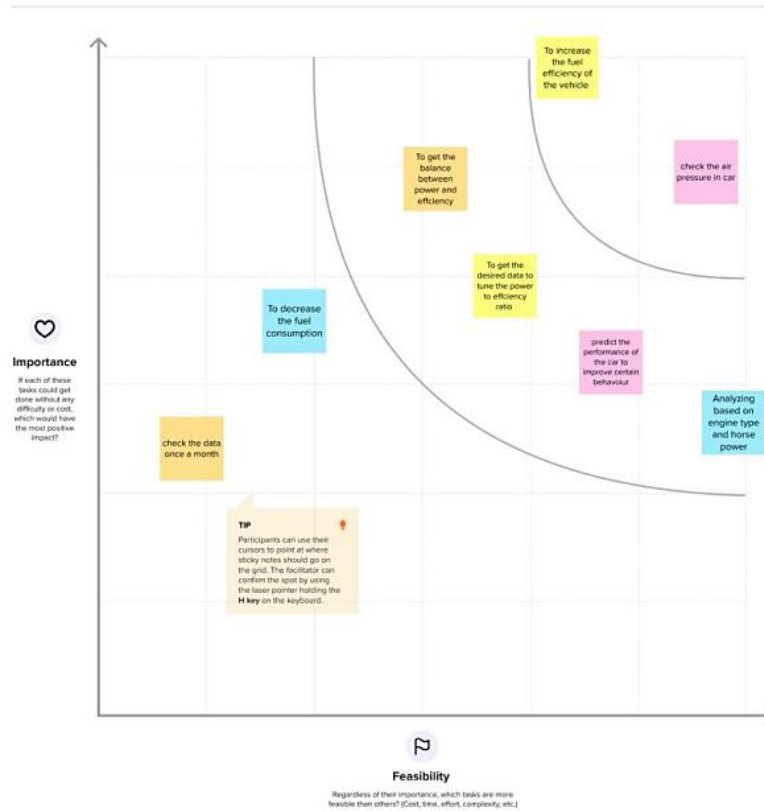 To increase
the fuel
efficiency of
the vehicle
To get the
balance
between
power and
effciency
check the air
pressure in car
To get the
desired data to
tune the power
to effciency
ratio
To decrease
the fuel
consumption
predict the
performance of
the car to
improve certain
behavolur
Analyzing
based on
engine type
and horse
power
Importance
If each of these
tasks could get
done without any
difficulty or cost,
which would have
the most positive
impact?
check the data
once a month
TIP
Participants can use their
cursors to point at where
sticky notes should go on
the grid. The facilitator can
confirm the spot by using
the laser pointer holding the
H key on the keyboard.
Feasibility
Regardless of their importance, which tasks are more
feasible than others? (Cost, time, effort, complexity, etc.)